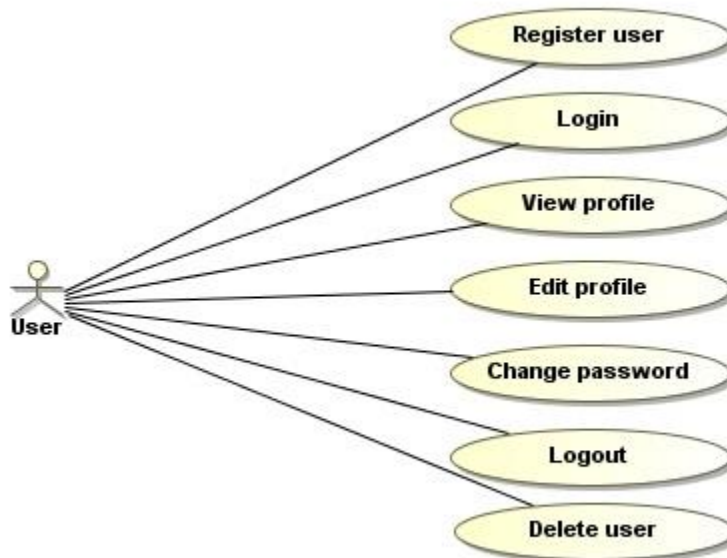 Register user
Login
View profile
Edit profile
User
Change password
Logout
Delete user